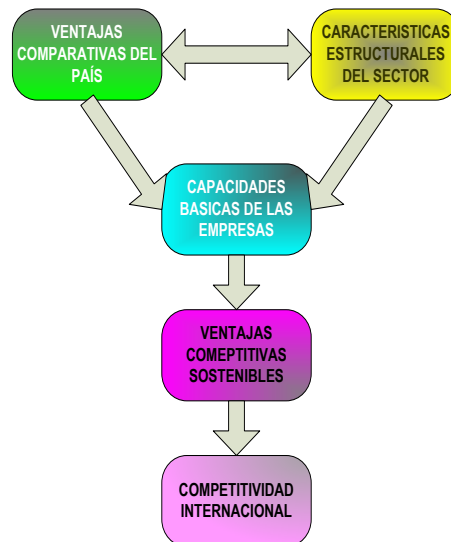 VENTAJAS
COMPARATIVAS DEL
PAÍS
CARACTERISTICAS
ESTRUCTURALES
DEL SECTOR
CAPACIDADES
BASICAS DE LAS
EMPRESAS
VENTAJAS
COMEPTITIVAS
SOSTENIBLES
COMPETITIVIDAD
INTERNACIONAL